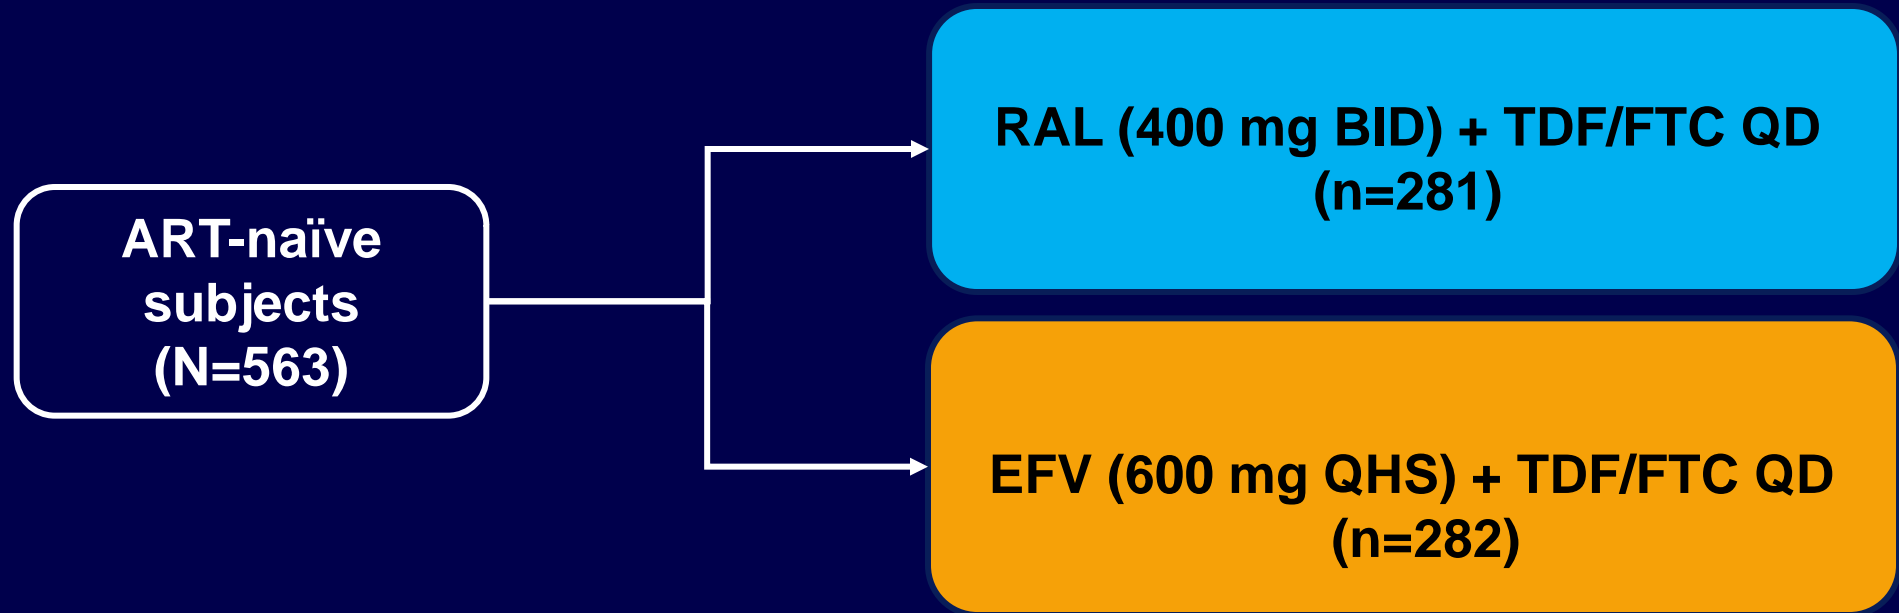 ART-naïve
subjects
(N=563)
RAL (400 mg BID) + TDF/FTC QD
(n=281)
EFV (600 mg QHS) + TDF/FTC QD
(n=282)